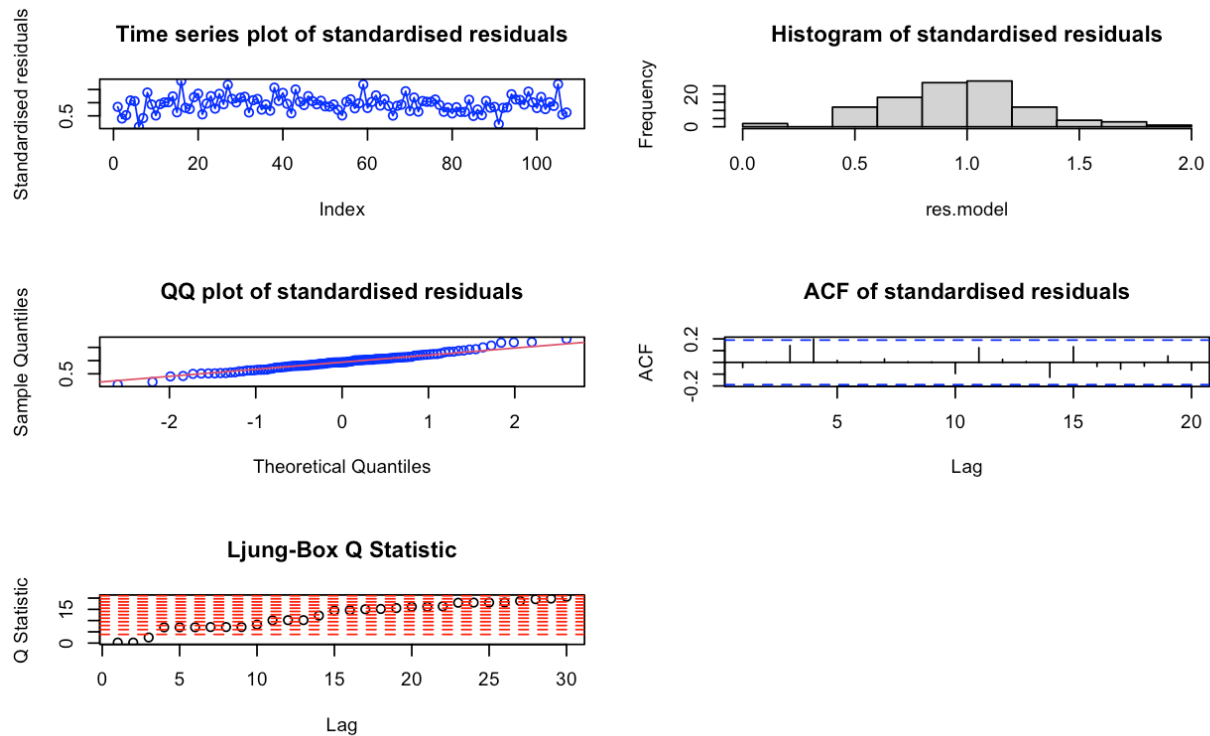 Time series plot of standardised residuals
Standardised residuals
0.5
0 20 40 60 80 100
Index
Histogram of standardised residuals
Frequency
0 20
0.0 0.5 1.0 1.5 2.0
res.model
QQ plot of standardised residuals
Sample Quantiles
0.5
-2 -1 0 1 2
Theoretical Quantiles
ACF of standardised residuals
ACF
-0.2 0.2
5 10 15 20
Lag
Ljung-Box Q Statistic
Q Statistic
0 15
0 5 10 15 20 25 30
Lag